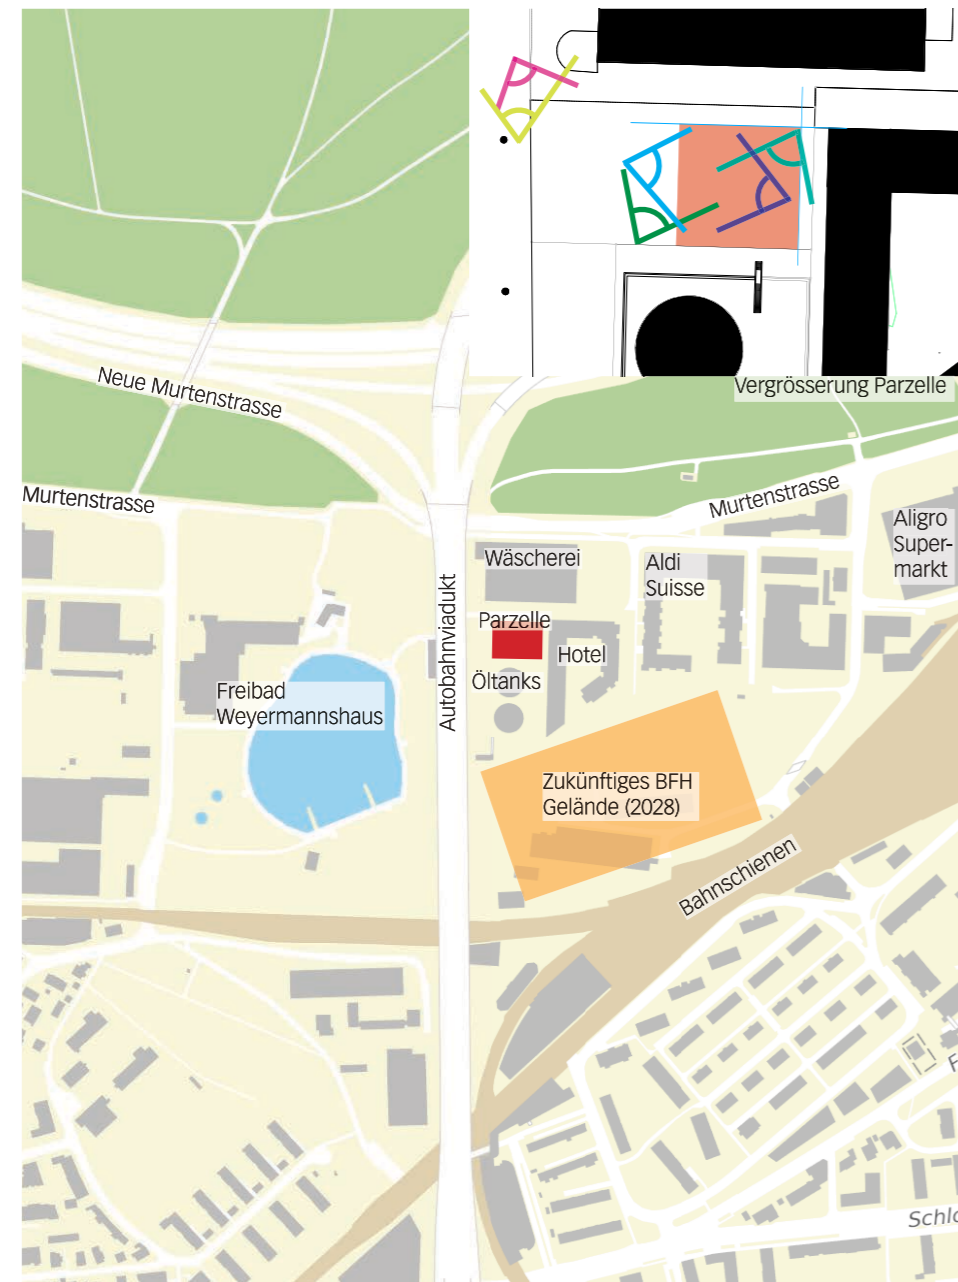 Vergrösserung Parzelle
Neue Murtenstrasse
Murtenstrasse
Murtenstrasse
Aligro
Super-
markt
Wäscherei
Aldi
Suisse
Autobahnviadukt
Parzelle
Hotel
Öltanks
Freibad
Weyermannshaus
Zukünftiges BFH
Gelände (2028)
Bahnschienen